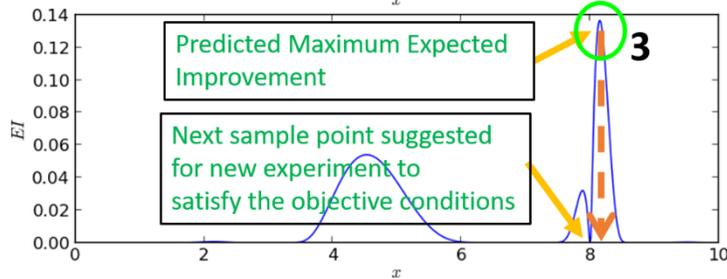 x
0.14
0.12
0.10
0.08
0.06
0.04
0.02
0.00
EI
Predicted Maximum Expected
Improvement
3
Next sample point suggested
for new experiment to
satisfy the objective conditions
0 2 4 6 8 10
x